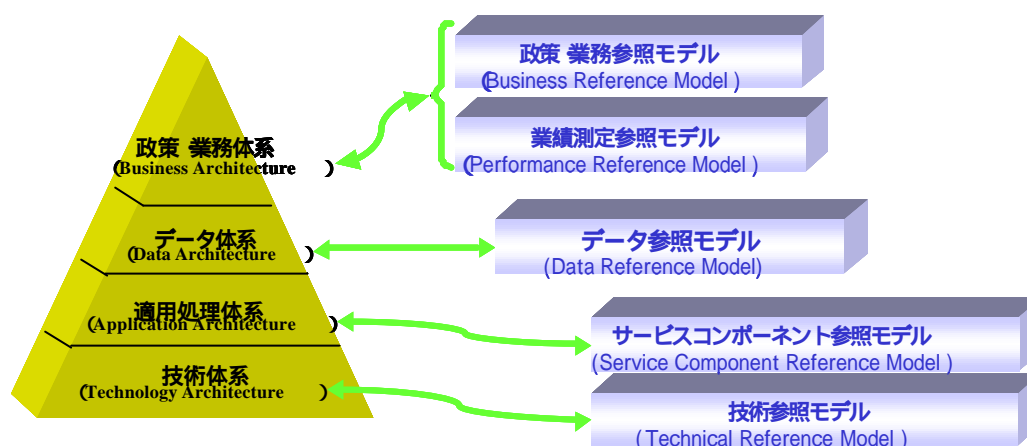 政策 業務体系
(Business Architecture )
データ体系
(Data Architecture )
適用処理体系
(Application Architecture )
技術体系
(Technology Architecture )
政策 業務参照モデル
(Business Reference Model )
業績測定参照モデル
(Performance Reference Model )
データ参照モデル
(Data Reference Model)
サービスコンポーネント参照モデル
(Service Component Reference Model )
技術参照モデル
( Technical Reference Model )